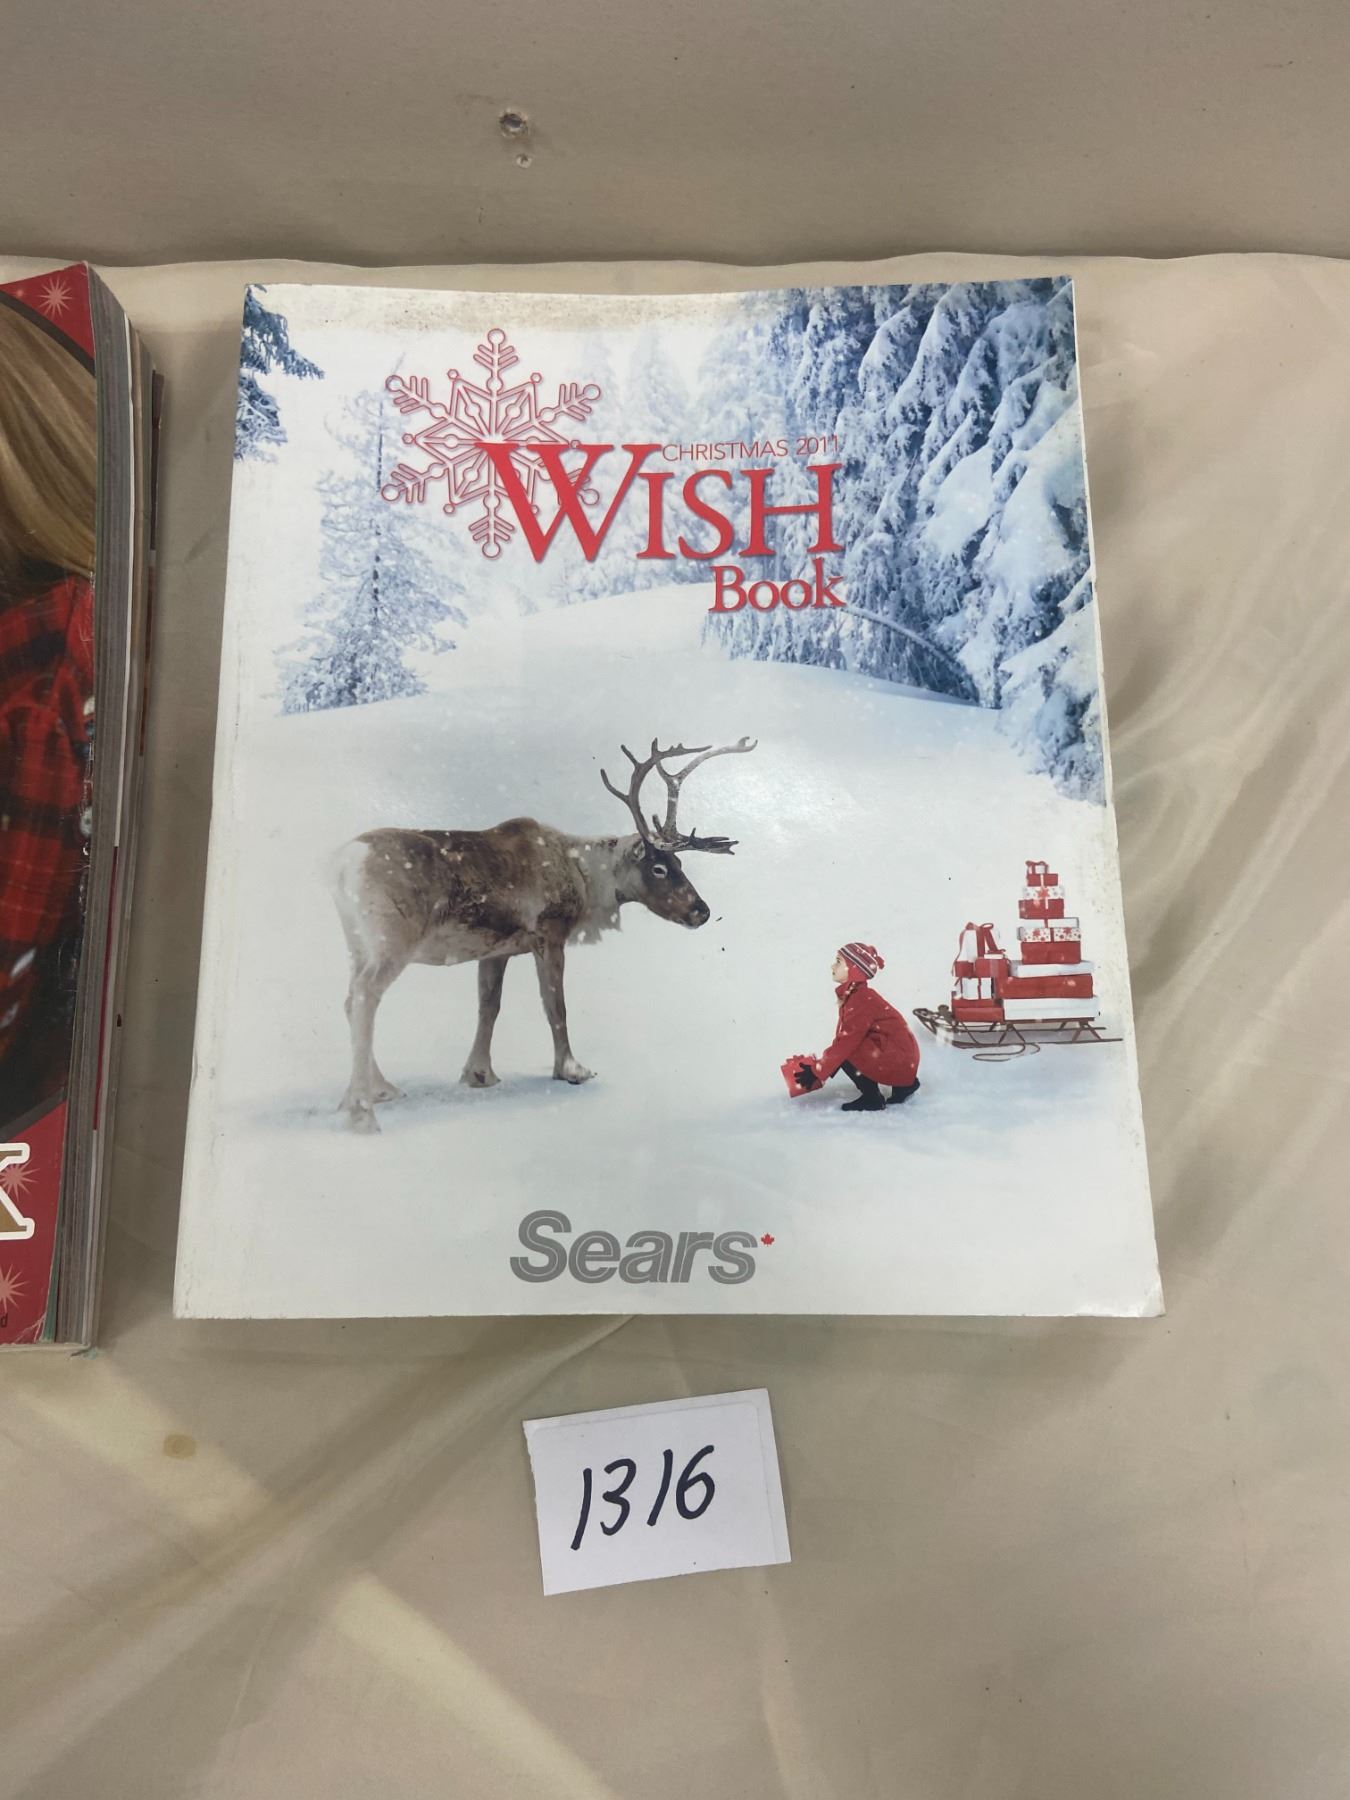 CHRISTMAS 2011
WISH
Book
K
d
Sears
1316